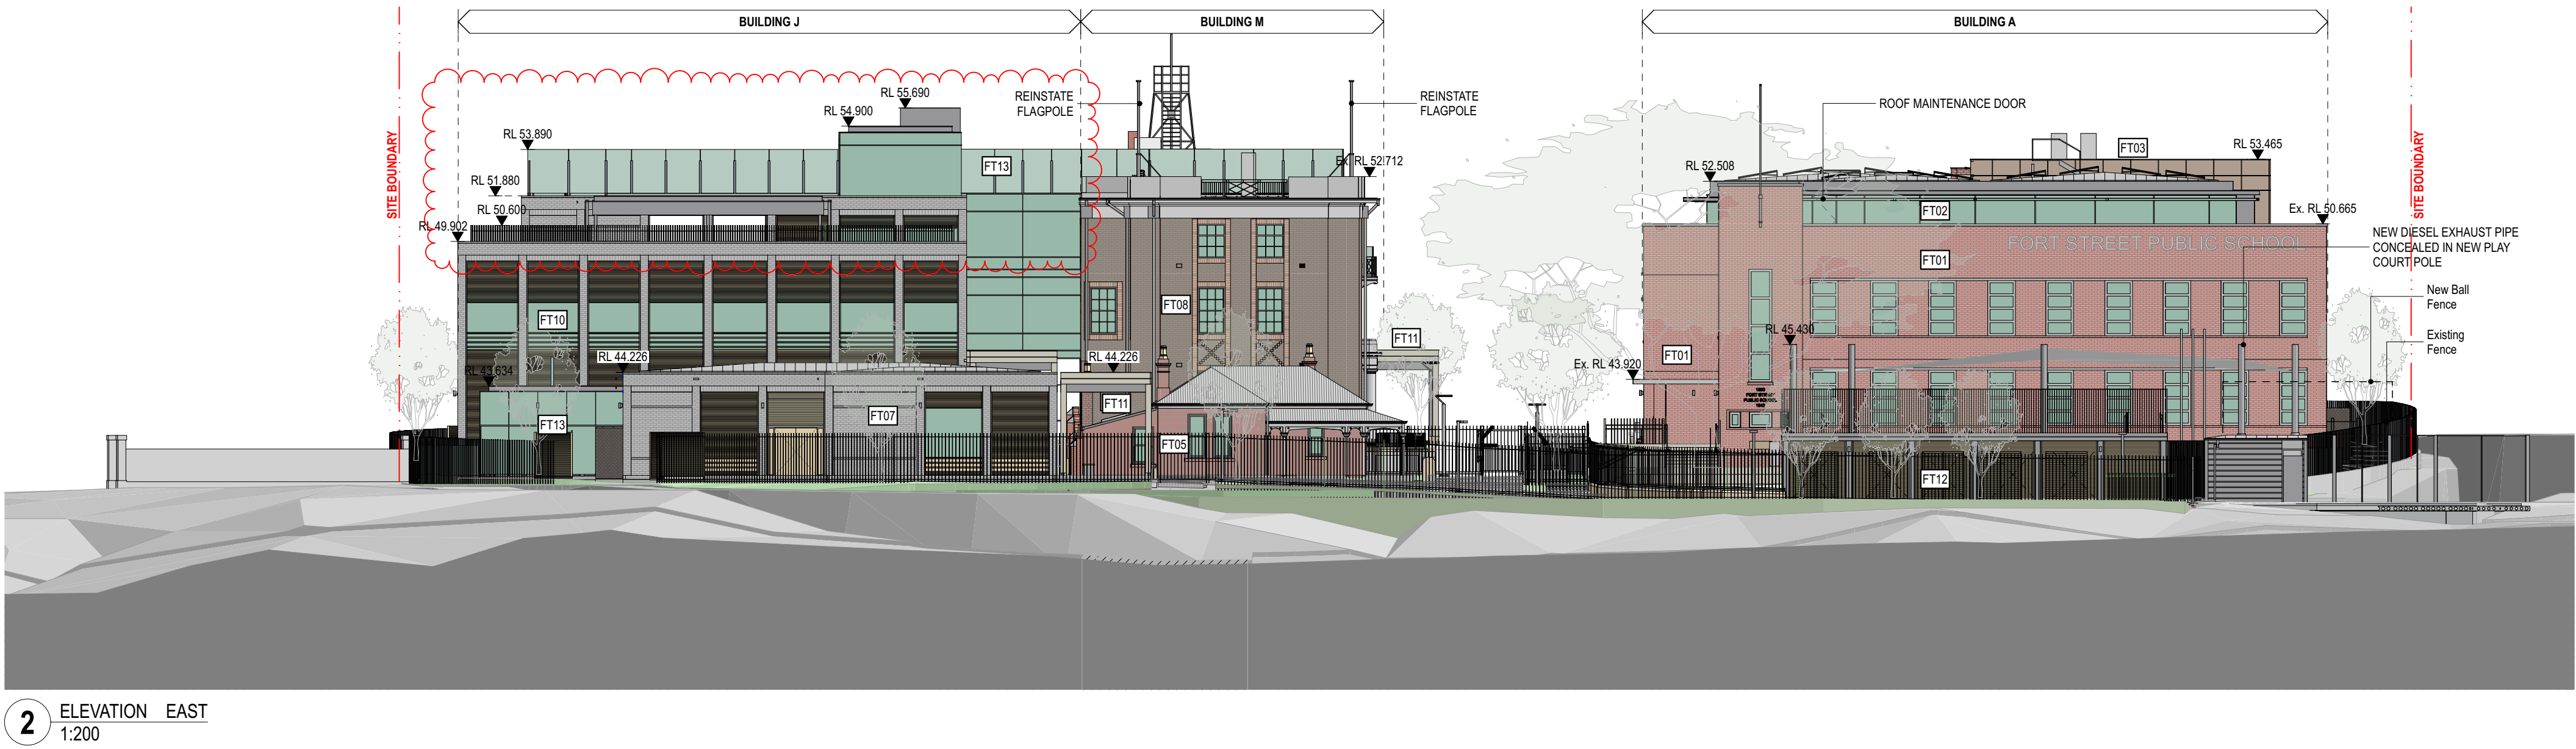 BUILDING J
BUILDING M
BUILDING A
SITE BOUNDARY
RL 55.690
RL 54.900
RL 53.890
RL 51.880
RL 50.600
RL 49.902
FT13
REINSTATE
FLAGPOLE
REINSTATE
FLAGPOLE
Ex. RL 52.712
ROOF MAINTENANCE DOOR
RL 52.508
FT03
RL 53.465
SITE BOUNDARY
FT02
Ex. RL 50.665
FORT STREET PUBLIC SCHOOL
FT01
NEW DIESEL EXHAUST PIPE
CONCEALED IN NEW PLAY
COURT POLE
New Ball
Fence
Existing
Fence
FT10
FT08
RL 44.226
RL 43.634
RL 44.226
FT11
FT11
RL 45.430
FT01
Ex. RL 43.920
FORT STREET
PUBLIC SCHOOL
FT13
FT07
FT05
FT12
2
ELEVATION EAST
1:200